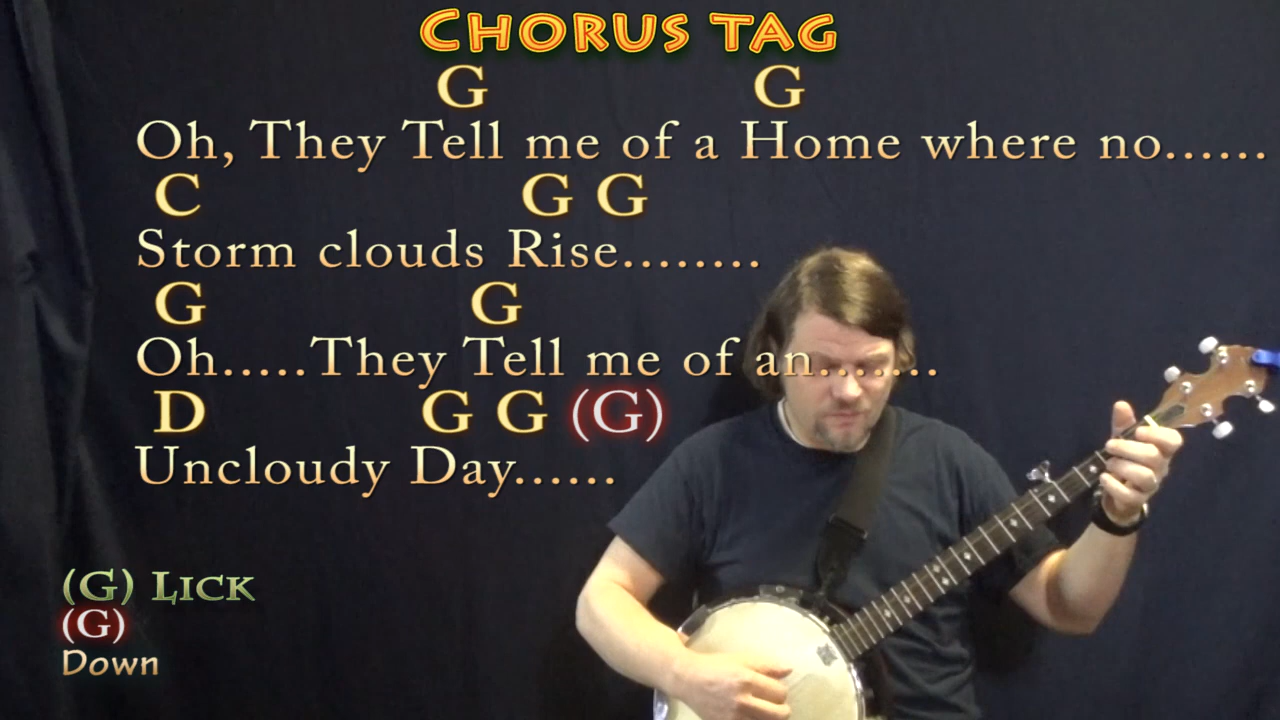 CHORUS TAG
G G
Oh, They Tell me of a Home where no......
C G G
Storm clouds Rise........
G G
Oh.....They Tell me of an.......
D G G (G)
Uncloudy Day......
(G) LICK
(G)
Down